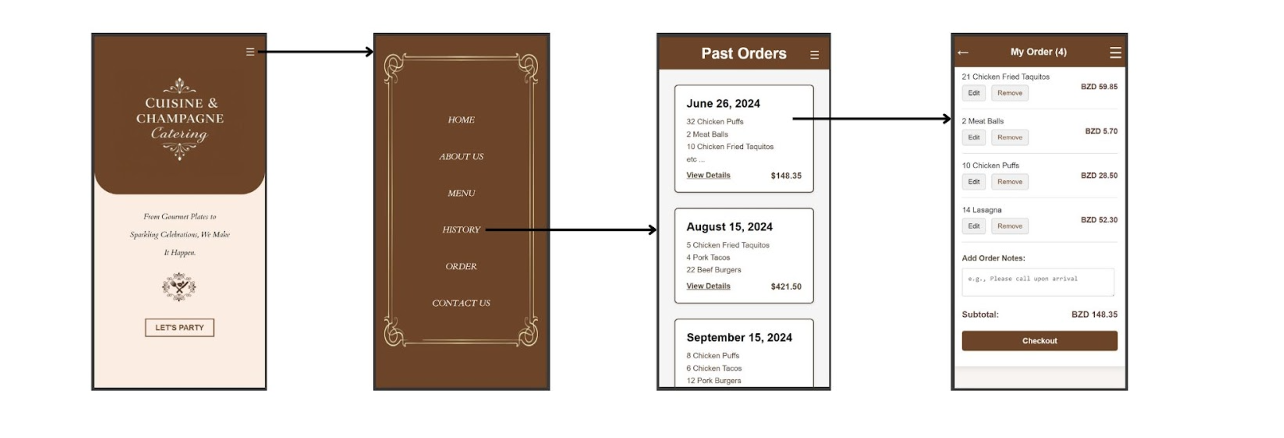 ☰
CUISINE &
CHAMPAGNE
Catering
From Gourmet Plates to
Sparkling Celebrations, We Make
It Happen.
LET'S PARTY
HOME
ABOUT US
MENU
HISTORY
ORDER
CONTACT US
Past Orders ☰
June 26, 2024
32 Chicken Puffs
2 Meat Balls
10 Chicken Fried Taquitos
etc ...
View Details $148.35
August 15, 2024
5 Chicken Fried Taquitos
4 Pork Tacos
22 Beef Burgers
View Details $421.50
September 15, 2024
8 Chicken Puffs
6 Chicken Tacos
12 Pork Burgers
← My Order (4) ☰
21 Chicken Fried Taquitos
BZD 59.85
Edit Remove
2 Meat Balls
BZD 5.70
Edit Remove
10 Chicken Puffs
BZD 28.50
Edit Remove
14 Lasagna
BZD 52.30
Edit Remove
Add Order Notes:
e.g., Please call upon arrival
Subtotal: BZD 148.35
Checkout